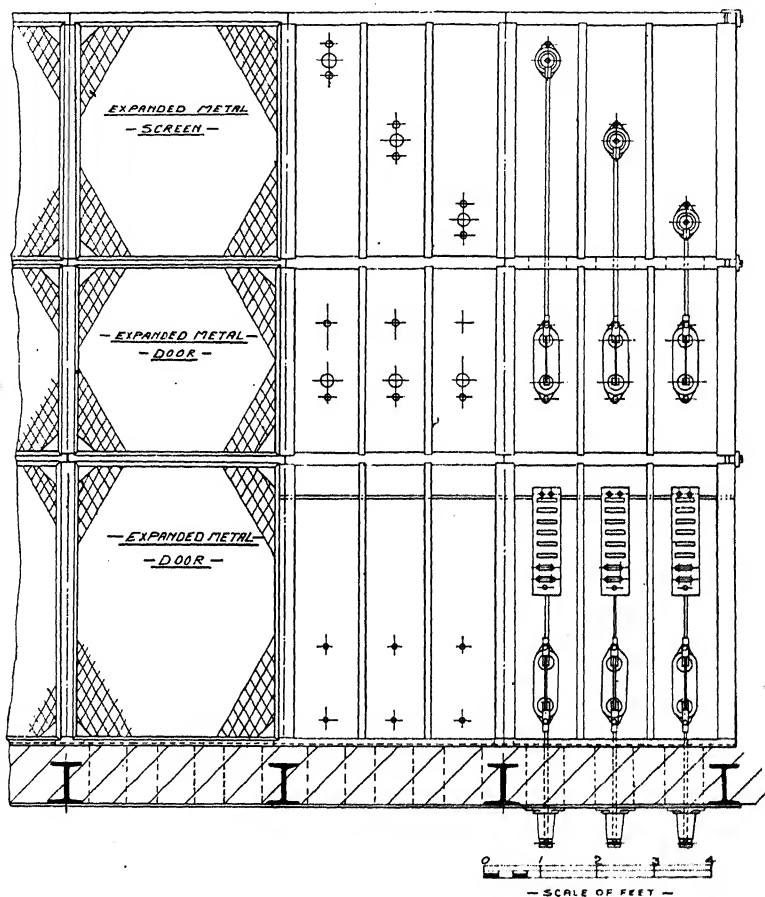 EXPANDED METAL
— SCREEN —
— EXPANDED METAL —
— DOOR —
— EXPANDED METAL —
— DOOR —
0 1 2 3 4
— SCALE OF FEET —